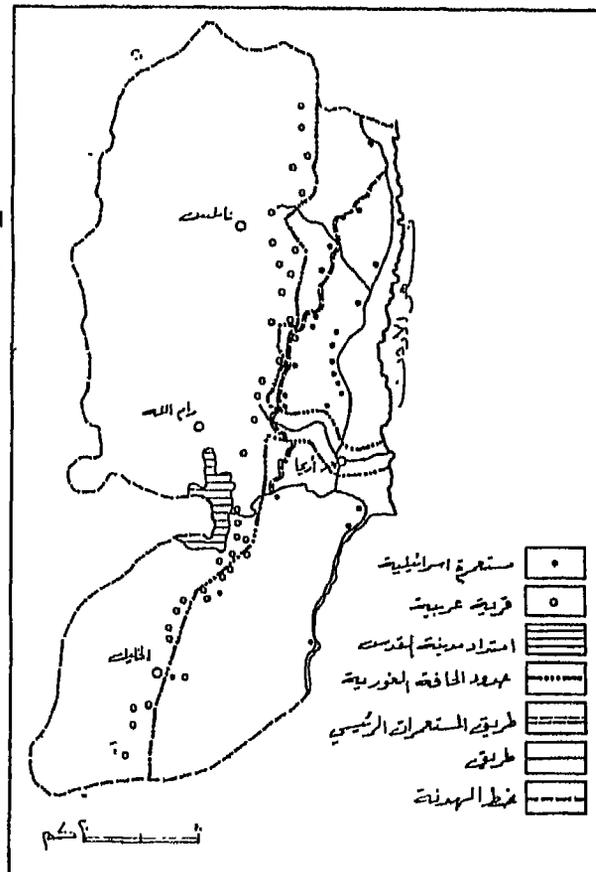 نابلس
نهر الأردن
رام الله
أريحا
الخليل
مستعمرة اسرائيلية
قرية عربية
امتداد مدينة القدس
حدود الحافة الغورية
طريق المستعمرات الرئيسي
طريق
خط الهدنة